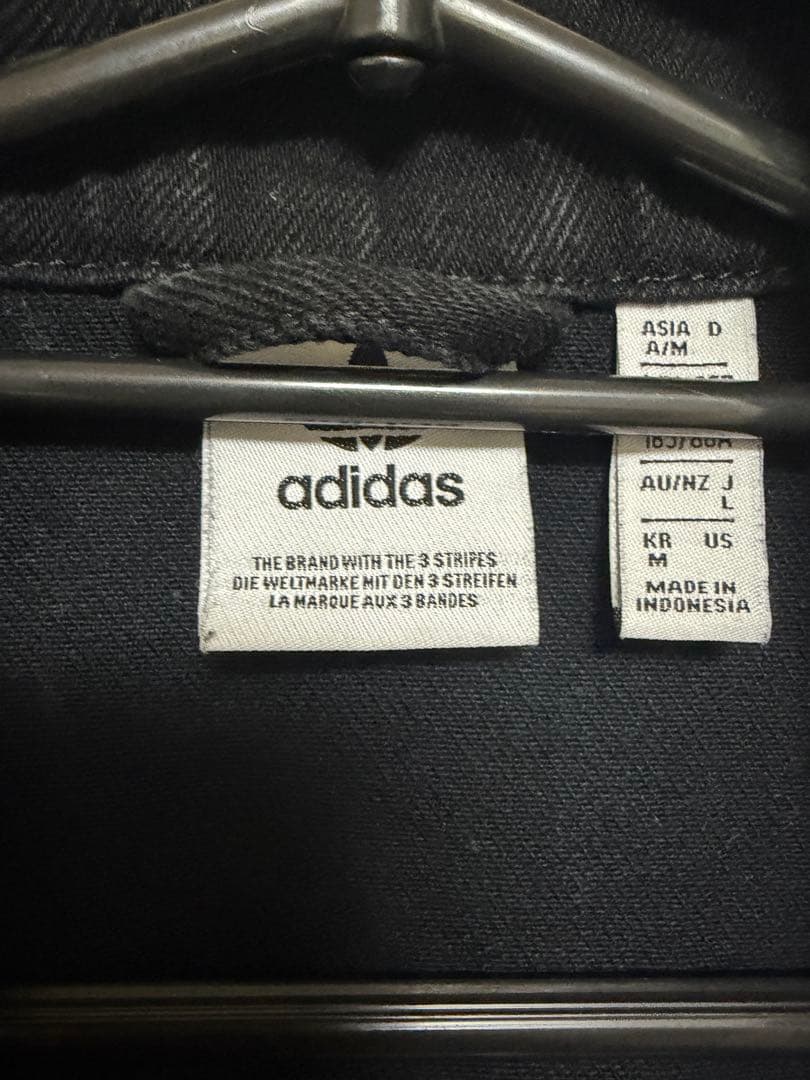 adidas
THE BRAND WITH THE 3 STRIPES
DIE WELTMARKE MIT DEN 3 STREIFEN
LA MARQUE AUX 3 BANDES
ASIA D
A/M
AU/NZ J
L
KR US
M
MADE IN
INDONESIA